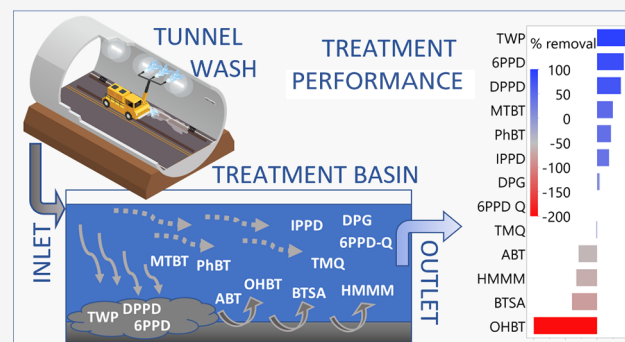 TUNNEL
WASH
TREATMENT
PERFORMANCE
TREATMENT BASIN
INLET
OUTLET
IPPD
DPG
6PPD-Q
MTBT
PhBT
TMQ
ABT
OHBT
BTSA
HMMM
TWP
DPPD
6PPD
% removal
100
50
0
-50
-100
-150
-200
TWP
6PPD
DPPD
MTBT
PhBT
IPPD
DPG
6PPD Q
TMQ
ABT
HMMM
BTSA
OHBT